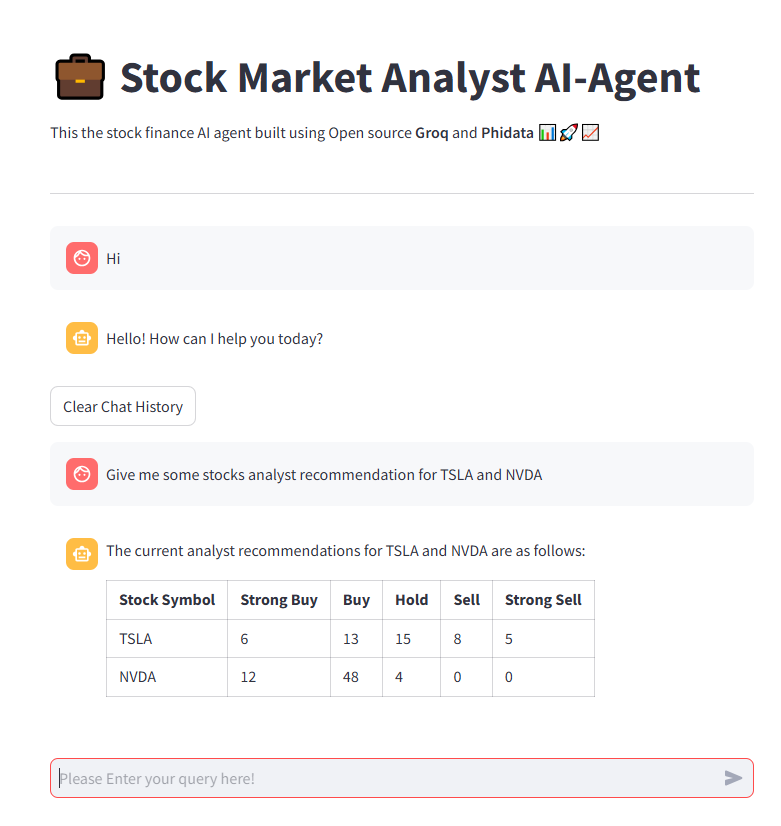 Stock Market Analyst AI-Agent
This the stock finance AI agent built using Open source Groq and Phidata
Hi
Hello! How can I help you today?
Clear Chat History
Give me some stocks analyst recommendation for TSLA and NVDA
The current analyst recommendations for TSLA and NVDA are as follows:
Stock Symbol Strong Buy Buy Hold Sell Strong Sell
TSLA 6 13 15 8 5
NVDA 12 48 4 0 0
Please Enter your query here!